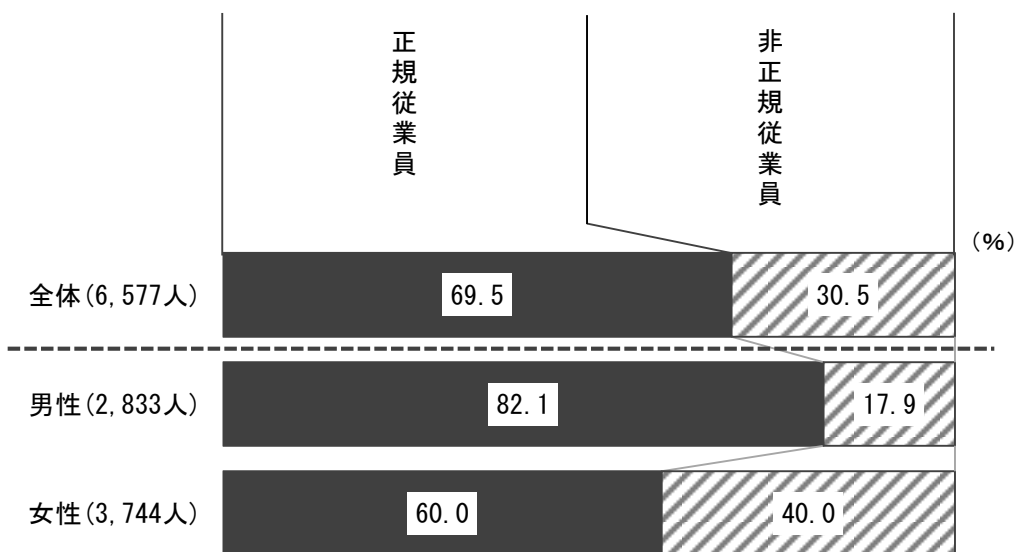 正規従業員
非正規従業員
(%)
全体(6,577人)
69.5
30.5
男性(2,833人)
82.1
17.9
女性(3,744人)
60.0
40.0